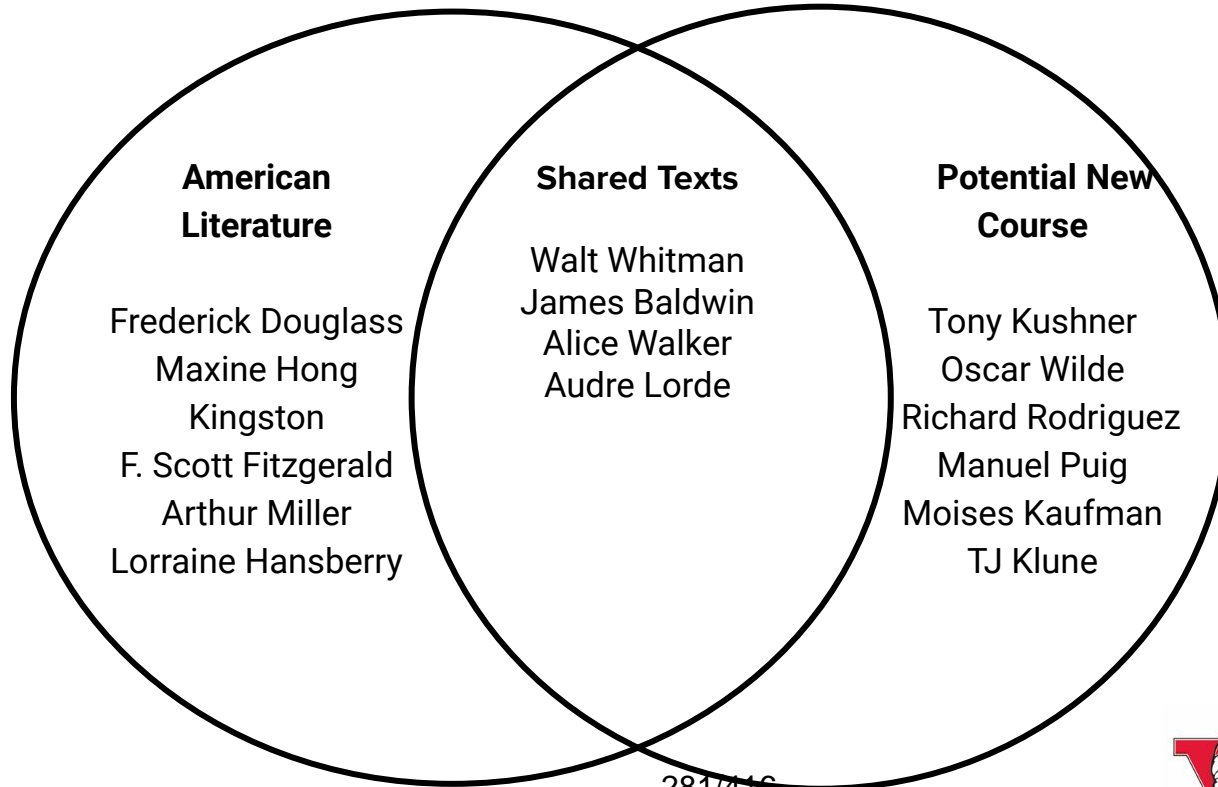 American
Literature
Frederick Douglass
Maxine Hong
Kingston
F. Scott Fitzgerald
Arthur Miller
Lorraine Hansberry
Shared Texts
Walt Whitman
James Baldwin
Alice Walker
Audre Lorde
Potential New
Course
Tony Kushner
Oscar Wilde
Richard Rodriguez
Manuel Puig
Moises Kaufman
TJ Klune
281/416